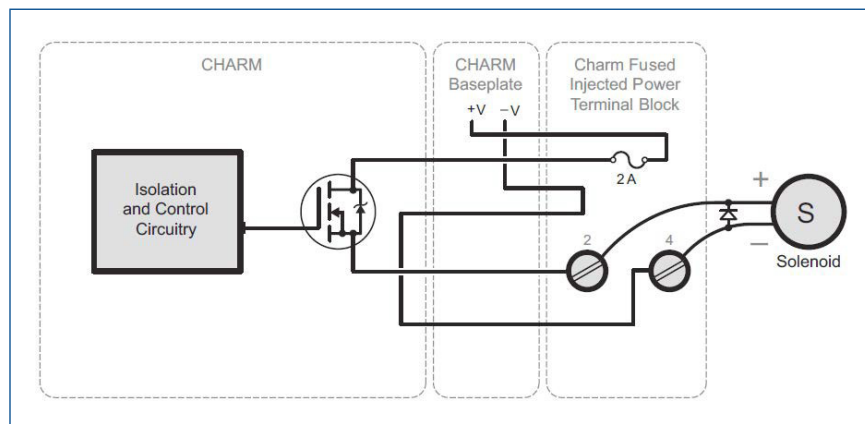 CHARM
CHARM
Baseplate
Charm Fused
Injected Power
Terminal Block
+V –V
2 A
Isolation
and Control
Circuitry
+
S
2
4
–
Solenoid